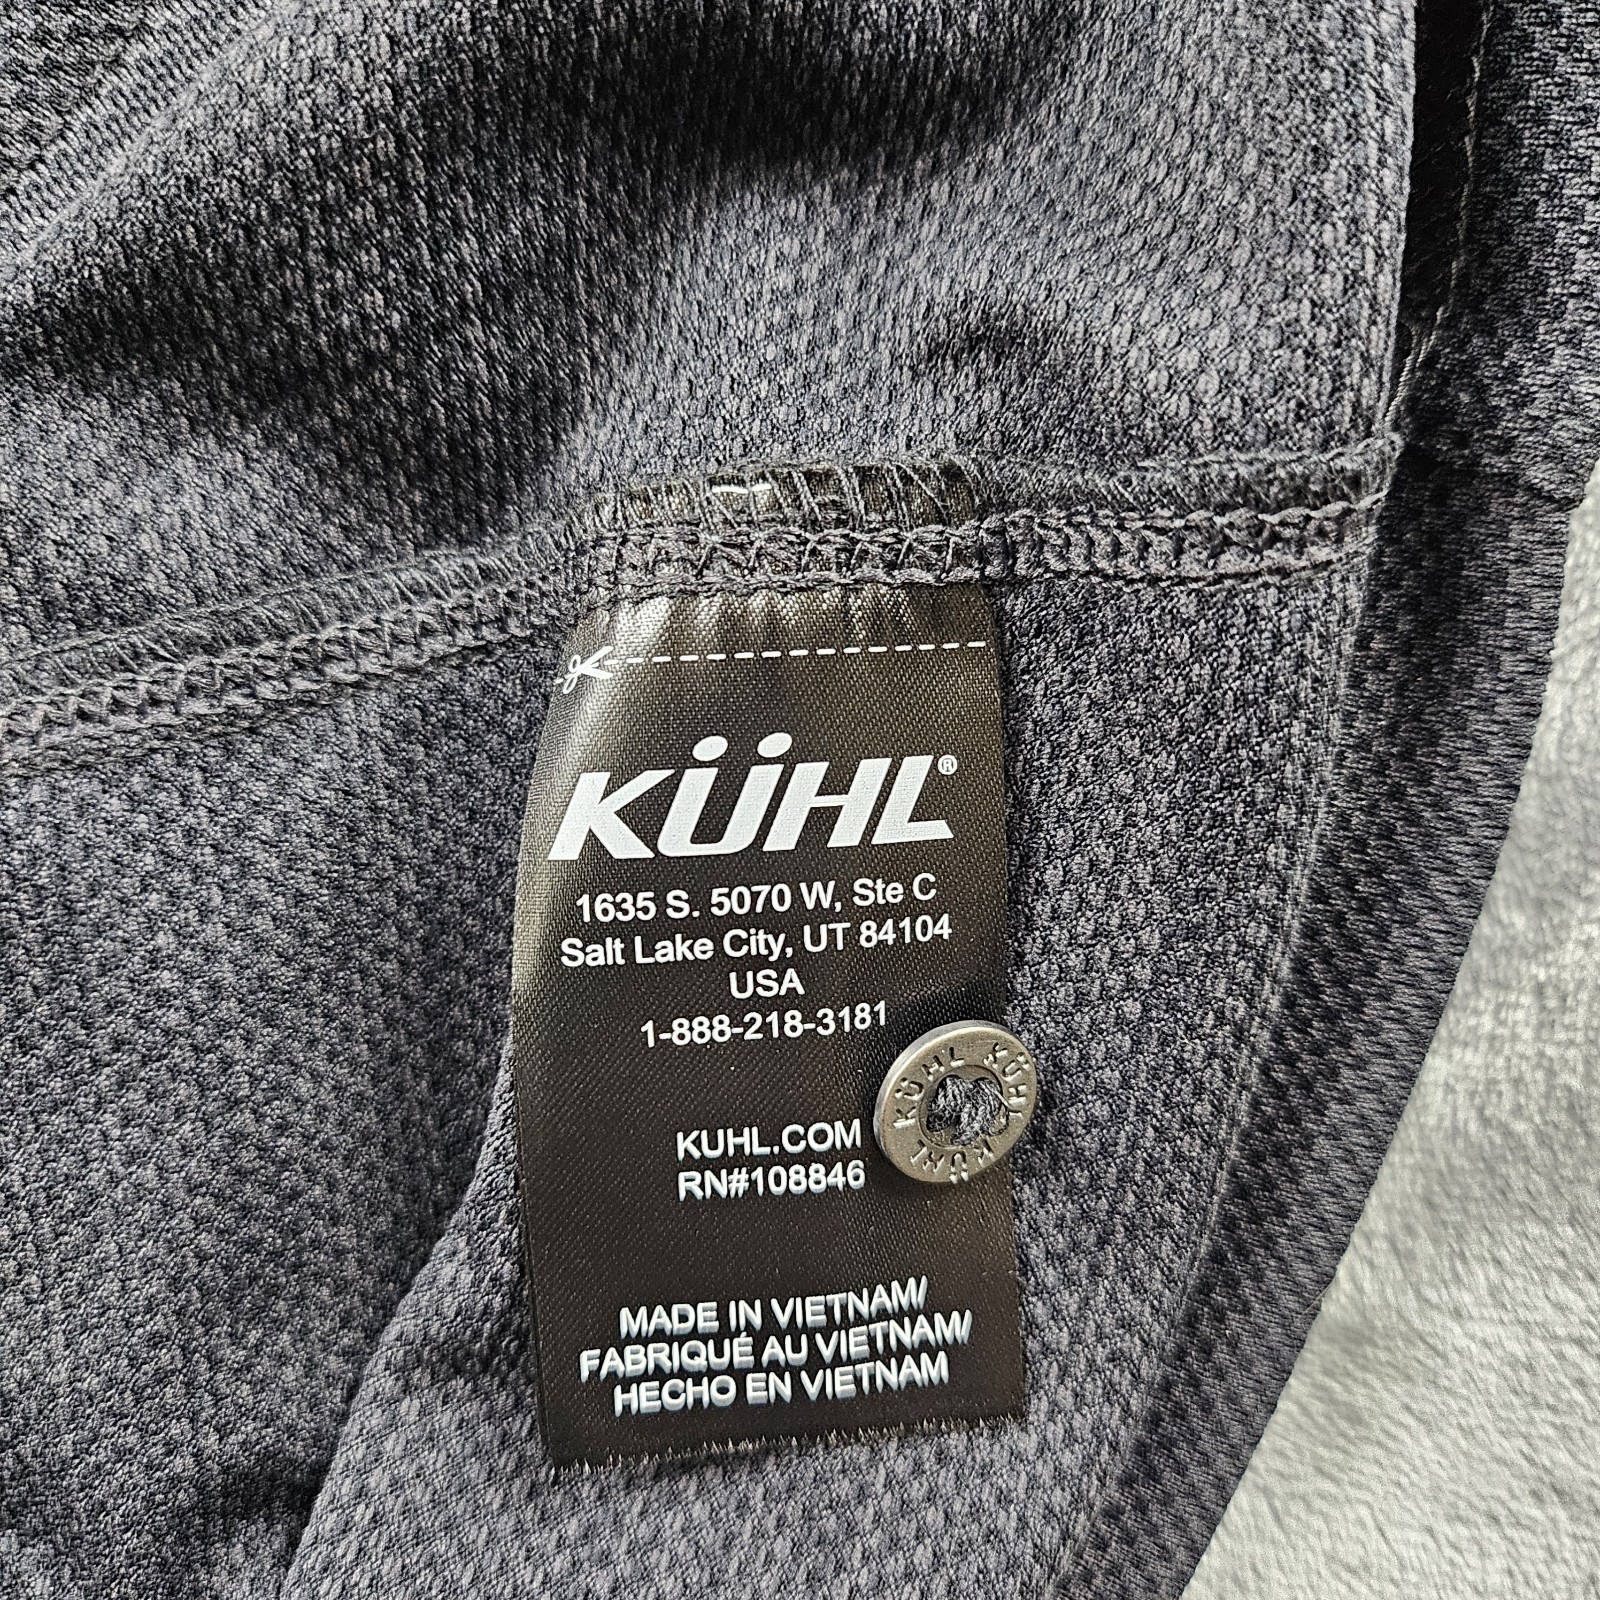 KÜHL®
1635 S. 5070 W, Ste C
Salt Lake City, UT 84104
USA
1-888-218-3181
KUHL.COM
RN#108846
MADE IN VIETNAM/
FABRIQUÉ AU VIETNAM/
HECHO EN VIETNAM
KÜHL KÜHL KÜHL KÜHL